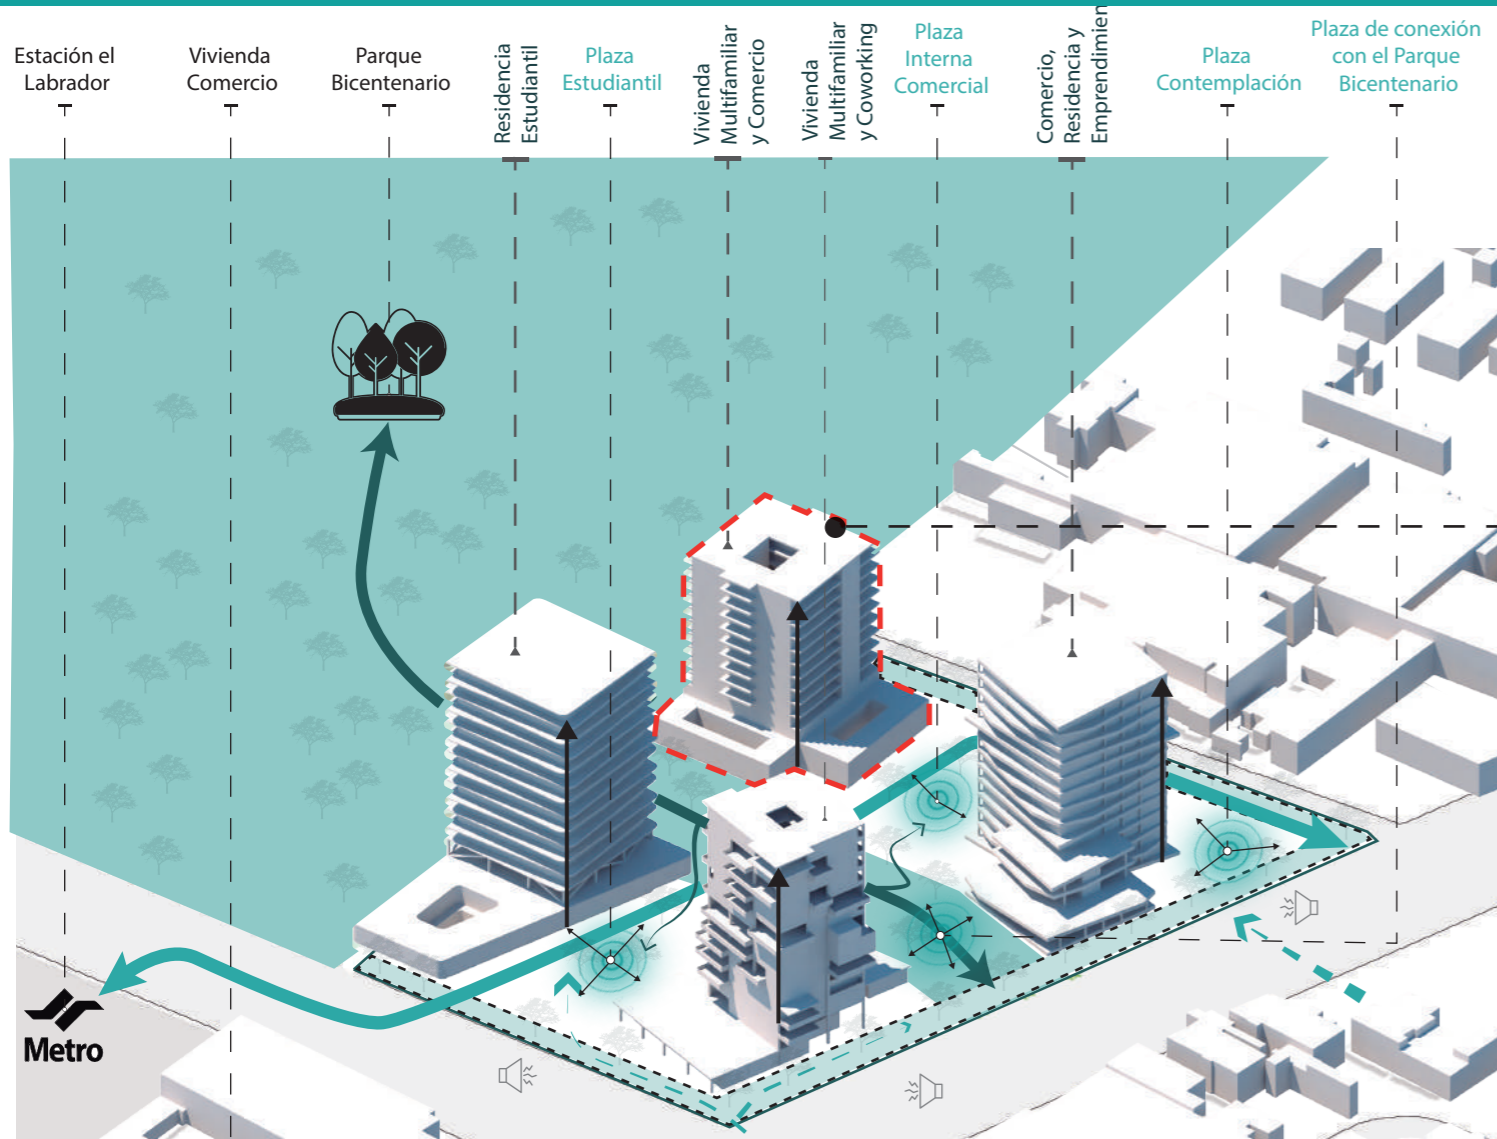 Estación el
Labrador
Vivienda
Comercio
Parque
Bicentenario
Residencia
Estudiantil
Plaza
Estudiantil
Vivienda
Multifamiliar
y Comercio
Vivienda
Multifamiliar
y Coworking
Plaza
Interna
Comercial
Comercio,
Residencia y
Emprendimien
Plaza
Contemplación
Plaza de conexión
con el Parque
Bicentenario
Metro